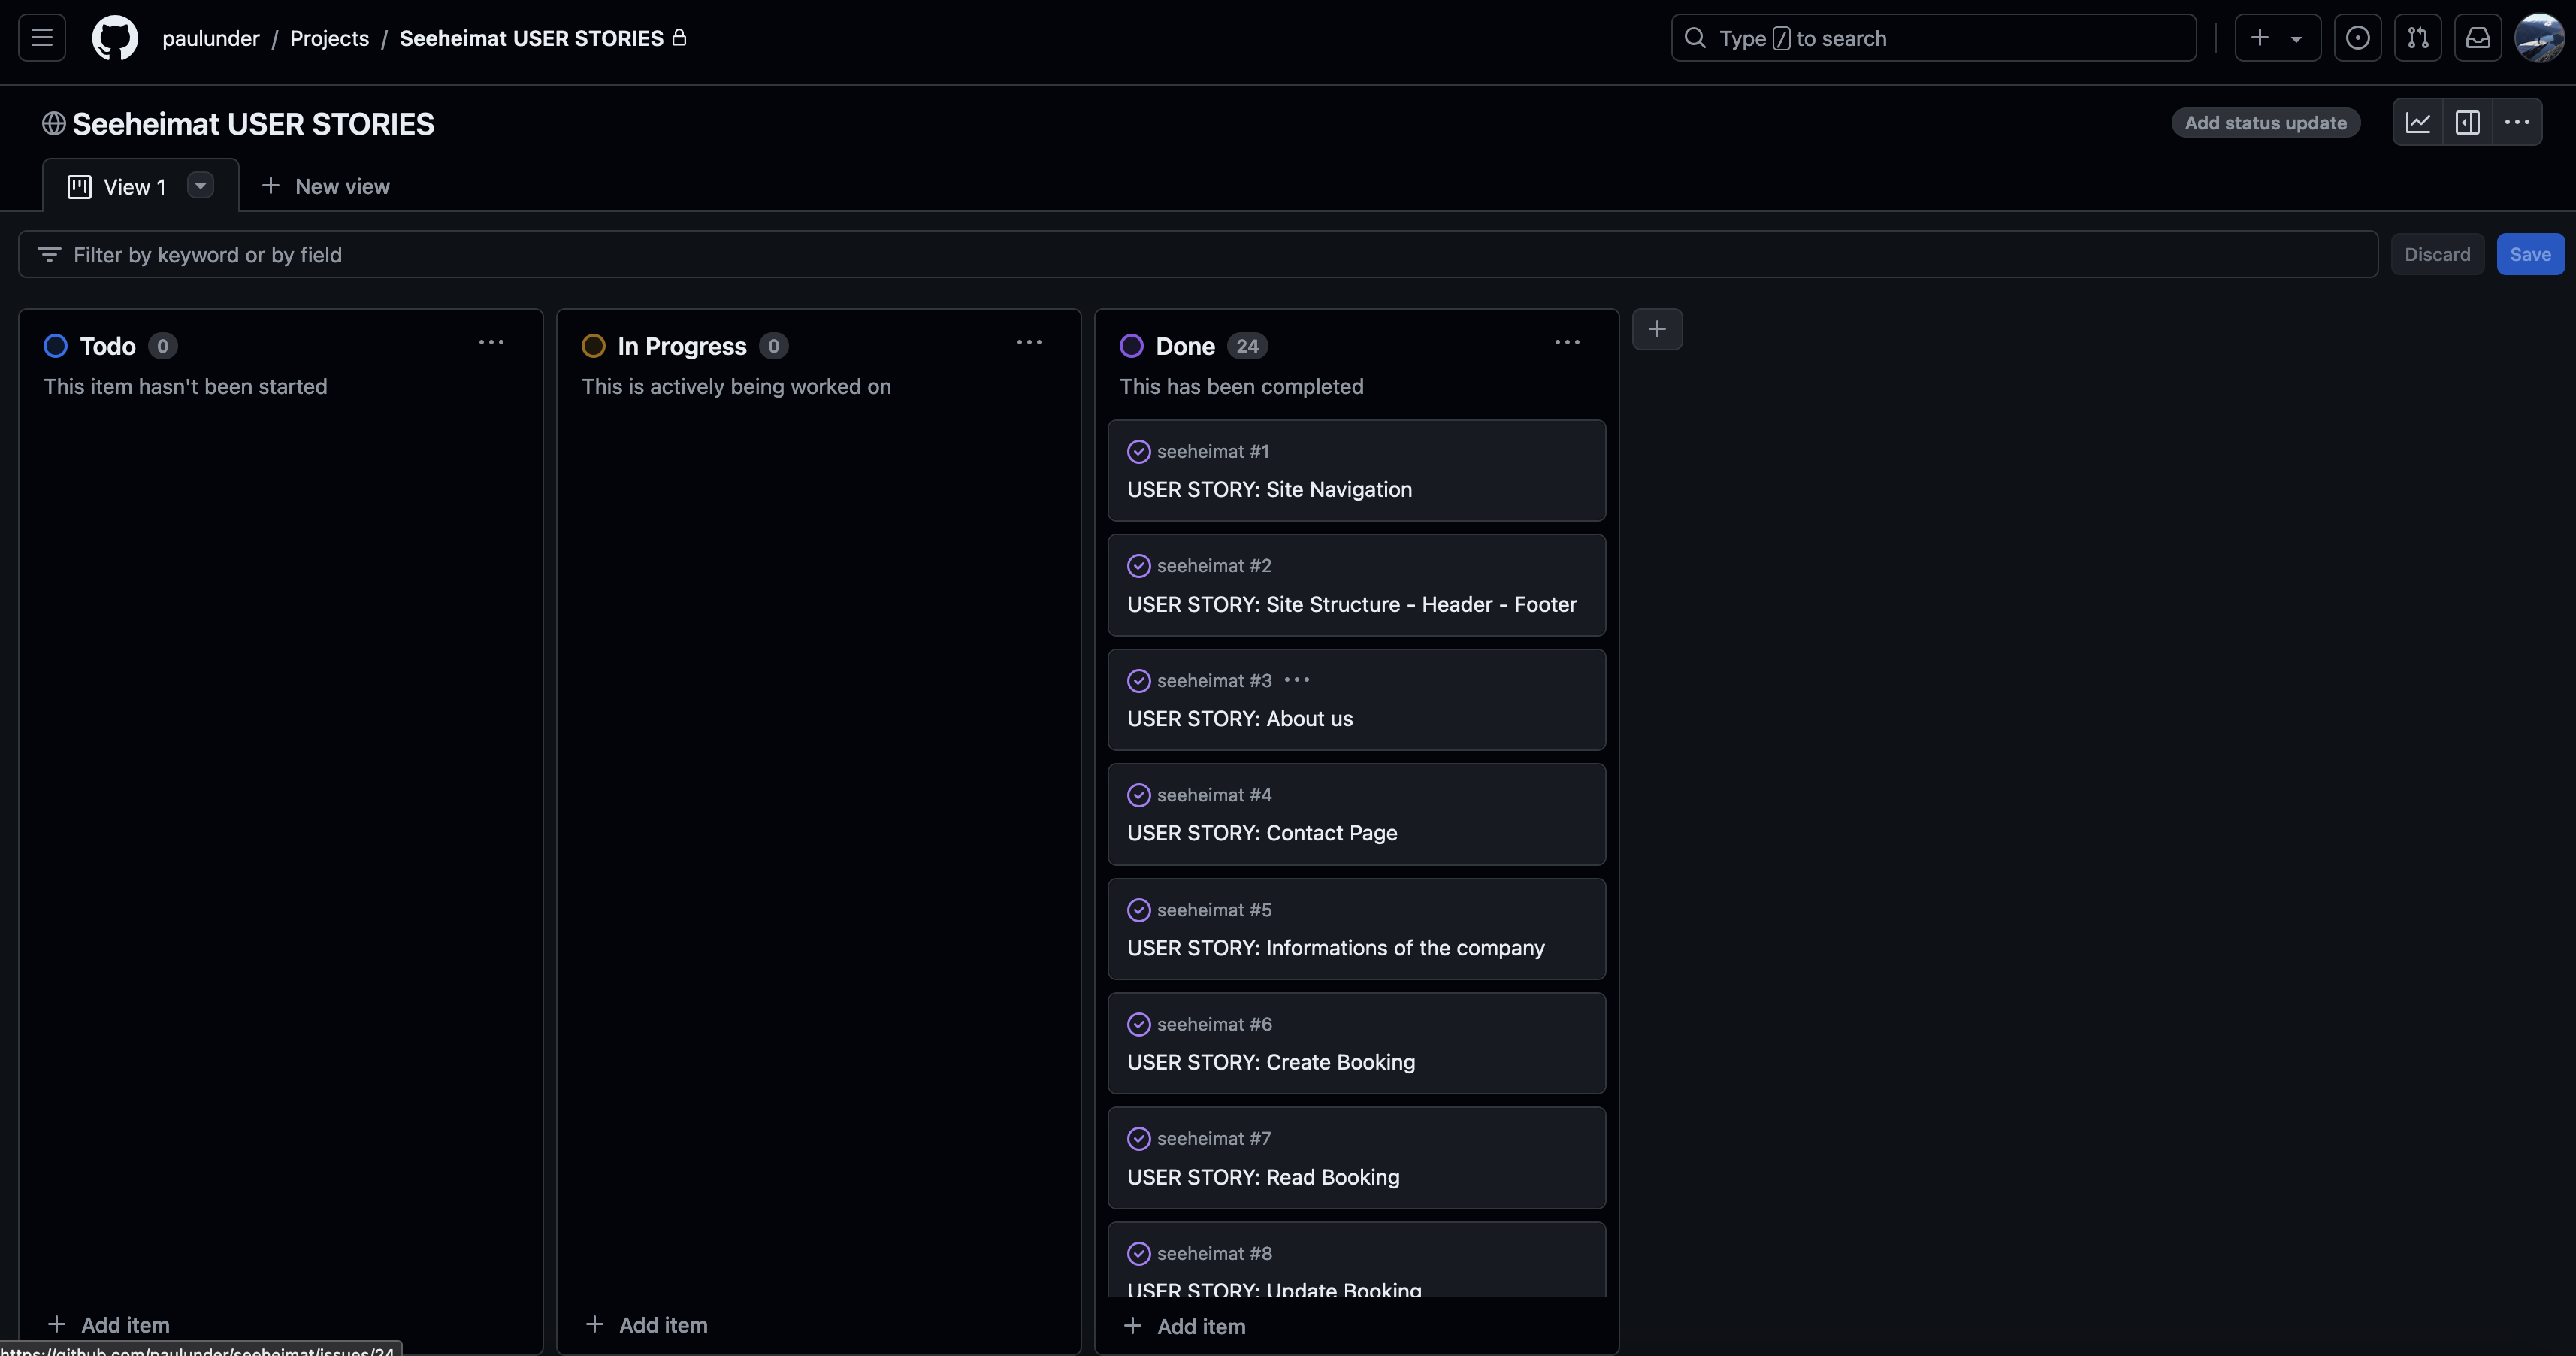 paulunder / Projects / Seeheimat USER STORIES
Type / to search
Seeheimat USER STORIES
Add status update
View 1
New view
Filter by keyword or by field
Discard
Save
Todo 0
This item hasn't been started
In Progress 0
This is actively being worked on
Done 24
This has been completed
seeheimat #1
USER STORY: Site Navigation
seeheimat #2
USER STORY: Site Structure - Header - Footer
seeheimat #3
USER STORY: About us
seeheimat #4
USER STORY: Contact Page
seeheimat #5
USER STORY: Informations of the company
seeheimat #6
USER STORY: Create Booking
seeheimat #7
USER STORY: Read Booking
seeheimat #8
USER STORY: Update Booking
Add item
Add item
Add item
https://github.com/paulunder/seeheimat/issues/24